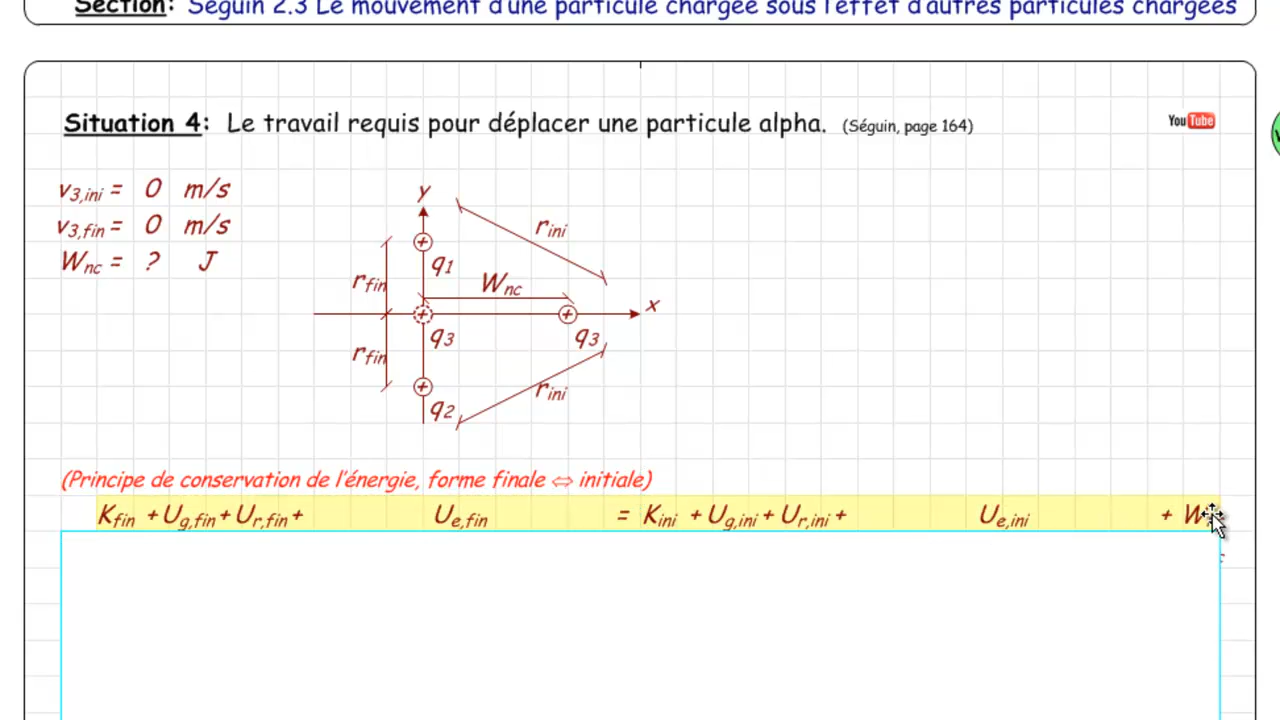 Section: Séguin 2.3 Le mouvement d'une particule chargée sous l'effet d'autres particules chargées
Situation 4: Le travail requis pour déplacer une particule alpha. (Séguin, page 164)
YouTube
v3,ini = 0 m/s
v3,fin = 0 m/s
Wnc = ? J
y
rini
q1
Wnc
rfin
x
q3
q3
rfin
rini
q2
(Principe de conservation de l'énergie, forme finale ⇔ initiale)
Kfin + Ug,fin + Ur,fin + Ue,fin = Kini + Ug,ini + Ur,ini + Ue,ini + W